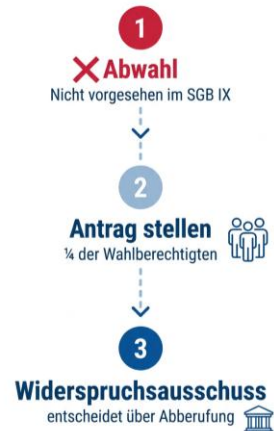 1
Abwahl
Nicht vorgesehen im SGB IX
2
Antrag stellen
¼ der Wahlberechtigten
3
Widerspruchsausschuss
entscheidet über Abberufung